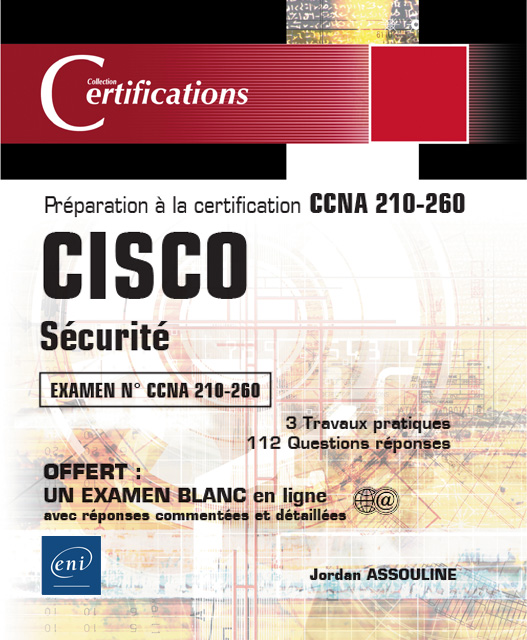 Collection
Certifications
Préparation à la certification CCNA 210-260
CISCO
Sécurité
EXAMEN N° CCNA 210-260
3 Travaux pratiques
112 Questions réponses
OFFERT :
UN EXAMEN BLANC en ligne @
avec réponses commentées et détaillées
eni
Jordan ASSOULINE